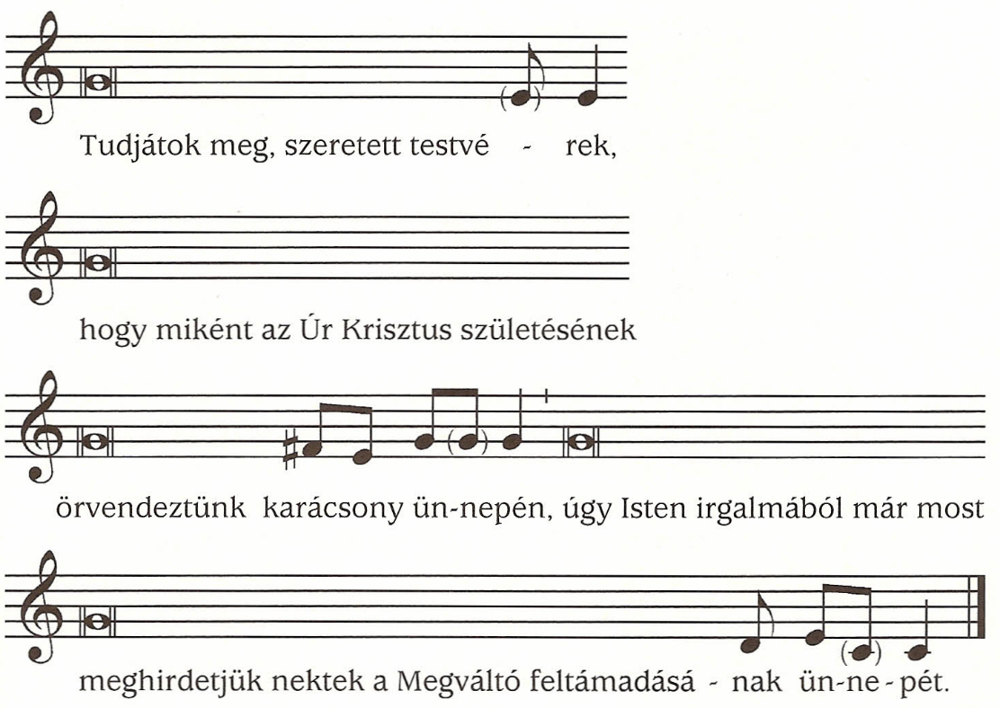 Tudjátok meg, szeretett testvé - rek,
hogy miként az Úr Krisztus születésének
örvendeztünk karácsony ün-nepén, úgy Isten irgalmából már most
meghirdetjük nektek a Megváltó feltámadásá - nak ün-ne-pét.